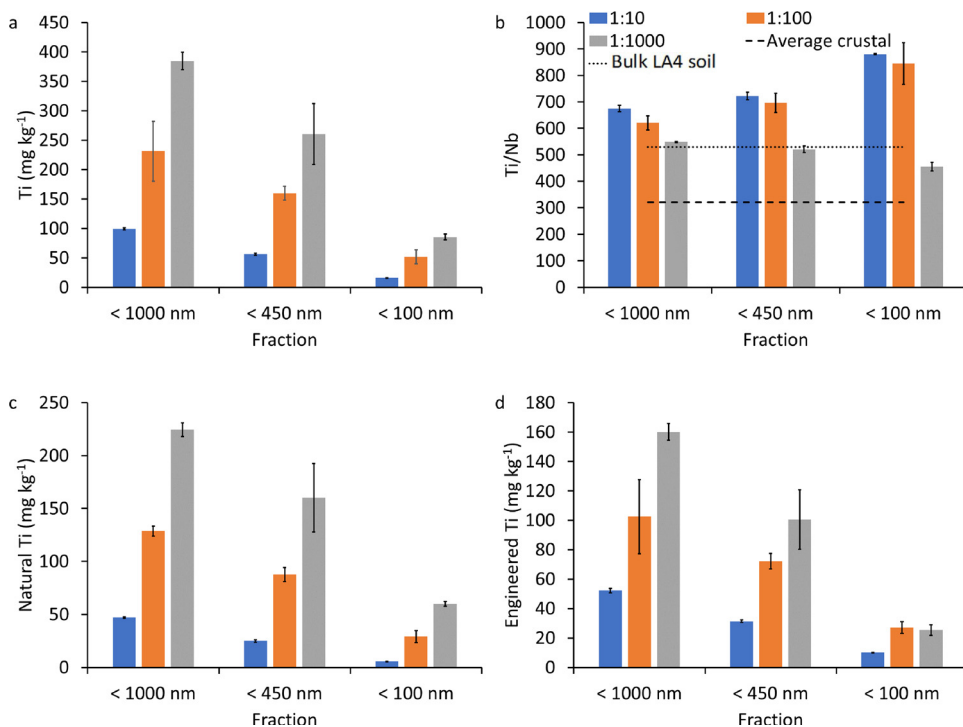 a
400
350
300
250
200
150
100
50
0
Ti (mg kg⁻¹)
< 1000 nm < 450 nm < 100 nm
Fraction
b
1:10 1:100
1:1000 Average crustal
Bulk LA4 soil
1000
900
800
700
600
500
400
300
200
100
0
Ti/Nb
< 1000 nm < 450 nm < 100 nm
Fraction
c
250
200
150
100
50
0
Natural Ti (mg kg⁻¹)
< 1000 nm < 450 nm < 100 nm
Fraction
d
180
160
140
120
100
80
60
40
20
0
Engineered Ti (mg kg⁻¹)
< 1000 nm < 450 nm < 100 nm
Fraction